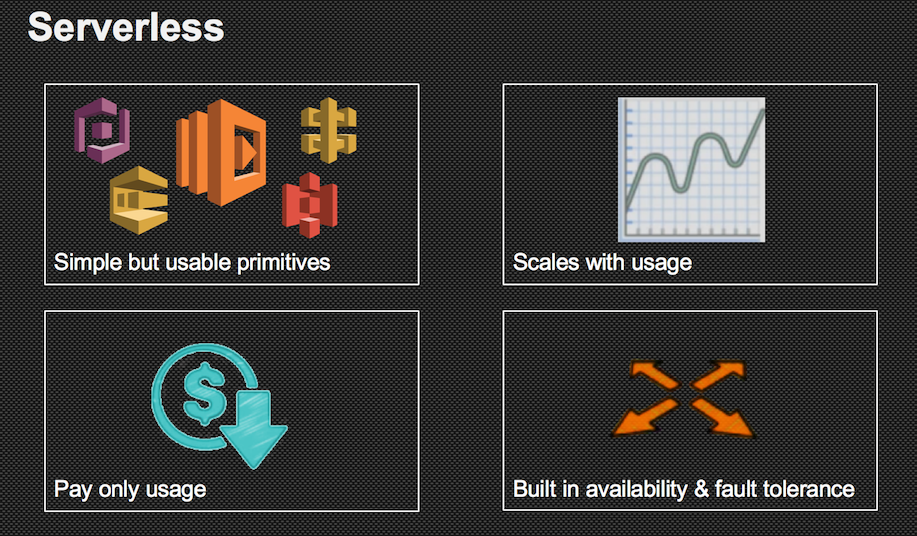 Serverless
Simple but usable primitives
Scales with usage
$
Pay only usage
Built in availability & fault tolerance